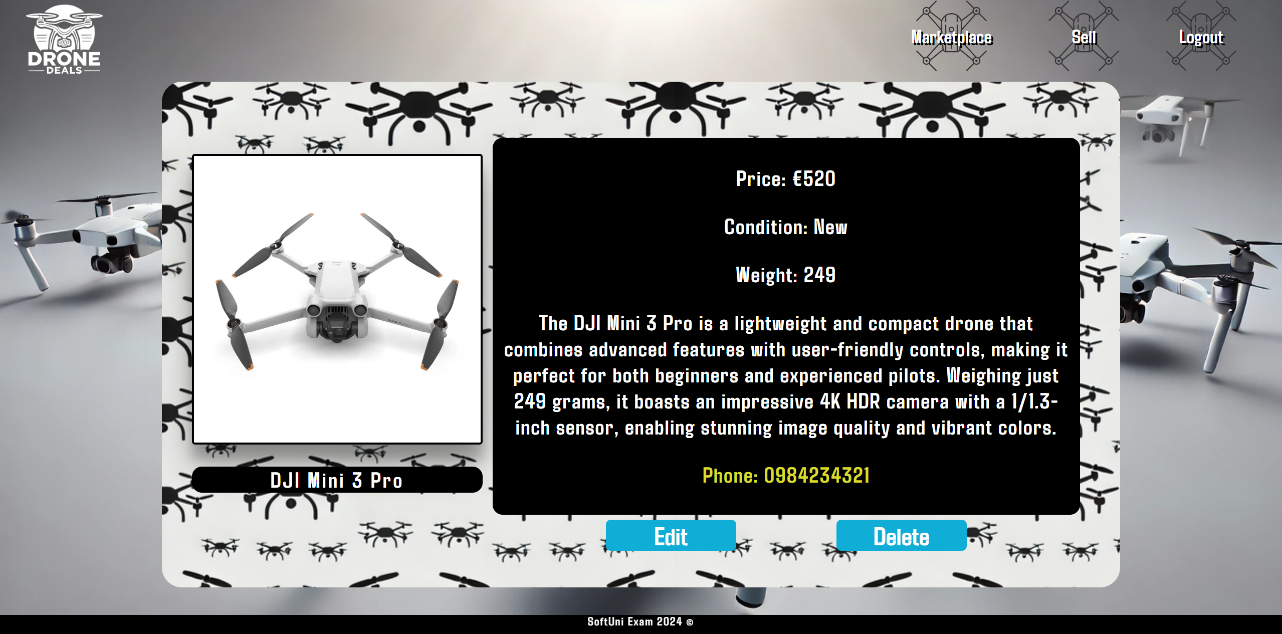 DRONE
DEALS
Marketplace
Sell
Logout
Price: €520
Condition: New
Weight: 249
The DJI Mini 3 Pro is a lightweight and compact drone that
combines advanced features with user-friendly controls, making it
perfect for both beginners and experienced pilots. Weighing just
249 grams, it boasts an impressive 4K HDR camera with a 1/1.3-
inch sensor, enabling stunning image quality and vibrant colors.
Phone: 0984234321
DJI Mini 3 Pro
Edit
Delete
SoftUni Exam 2024 ©